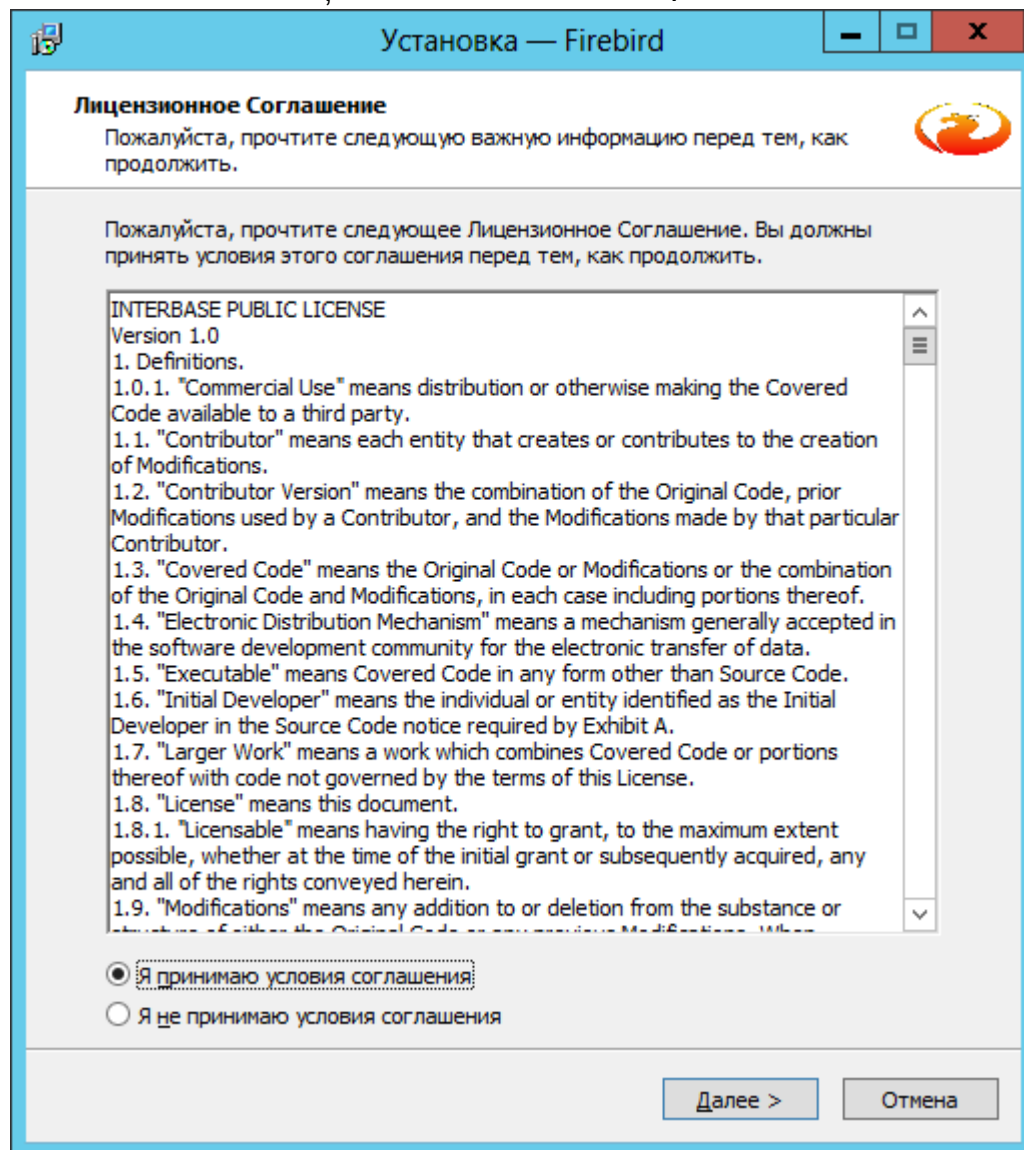 Установка — Firebird
Лицензионное Соглашение
Пожалуйста, прочтите следующую важную информацию перед тем, как
продолжить.
Пожалуйста, прочтите следующее Лицензионное Соглашение. Вы должны
принять условия этого соглашения перед тем, как продолжить.
INTERBASE PUBLIC LICENSE
Version 1.0
1. Definitions.
1.0.1. "Commercial Use" means distribution or otherwise making the Covered
Code available to a third party.
1.1. "Contributor" means each entity that creates or contributes to the creation
of Modifications.
1.2. "Contributor Version" means the combination of the Original Code, prior
Modifications used by a Contributor, and the Modifications made by that particular
Contributor.
1.3. "Covered Code" means the Original Code or Modifications or the combination
of the Original Code and Modifications, in each case including portions thereof.
1.4. "Electronic Distribution Mechanism" means a mechanism generally accepted in
the software development community for the electronic transfer of data.
1.5. "Executable" means Covered Code in any form other than Source Code.
1.6. "Initial Developer" means the individual or entity identified as the Initial
Developer in the Source Code notice required by Exhibit A.
1.7. "Larger Work" means a work which combines Covered Code or portions
thereof with code not governed by the terms of this License.
1.8. "License" means this document.
1.8.1. "Licensable" means having the right to grant, to the maximum extent
possible, whether at the time of the initial grant or subsequently acquired, any
and all of the rights conveyed herein.
1.9. "Modifications" means any addition to or deletion from the substance or
structure of either the Original Code or any previous Modifications. When
Я принимаю условия соглашения
Я не принимаю условия соглашения
Далее >
Отмена